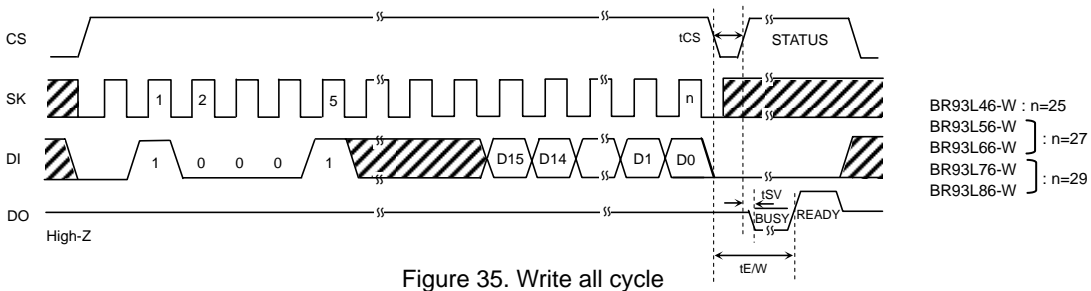 CS
tCS
STATUS
SK
1 2 5 n
BR93L46-W : n=25
BR93L56-W
BR93L66-W
: n=27
BR93L76-W
BR93L86-W
: n=29
DI
1 0 0 0 1 D15 D14 D1 D0
tSV
DO
BUSY READY
High-Z
tE/W
Figure 35. Write all cycle